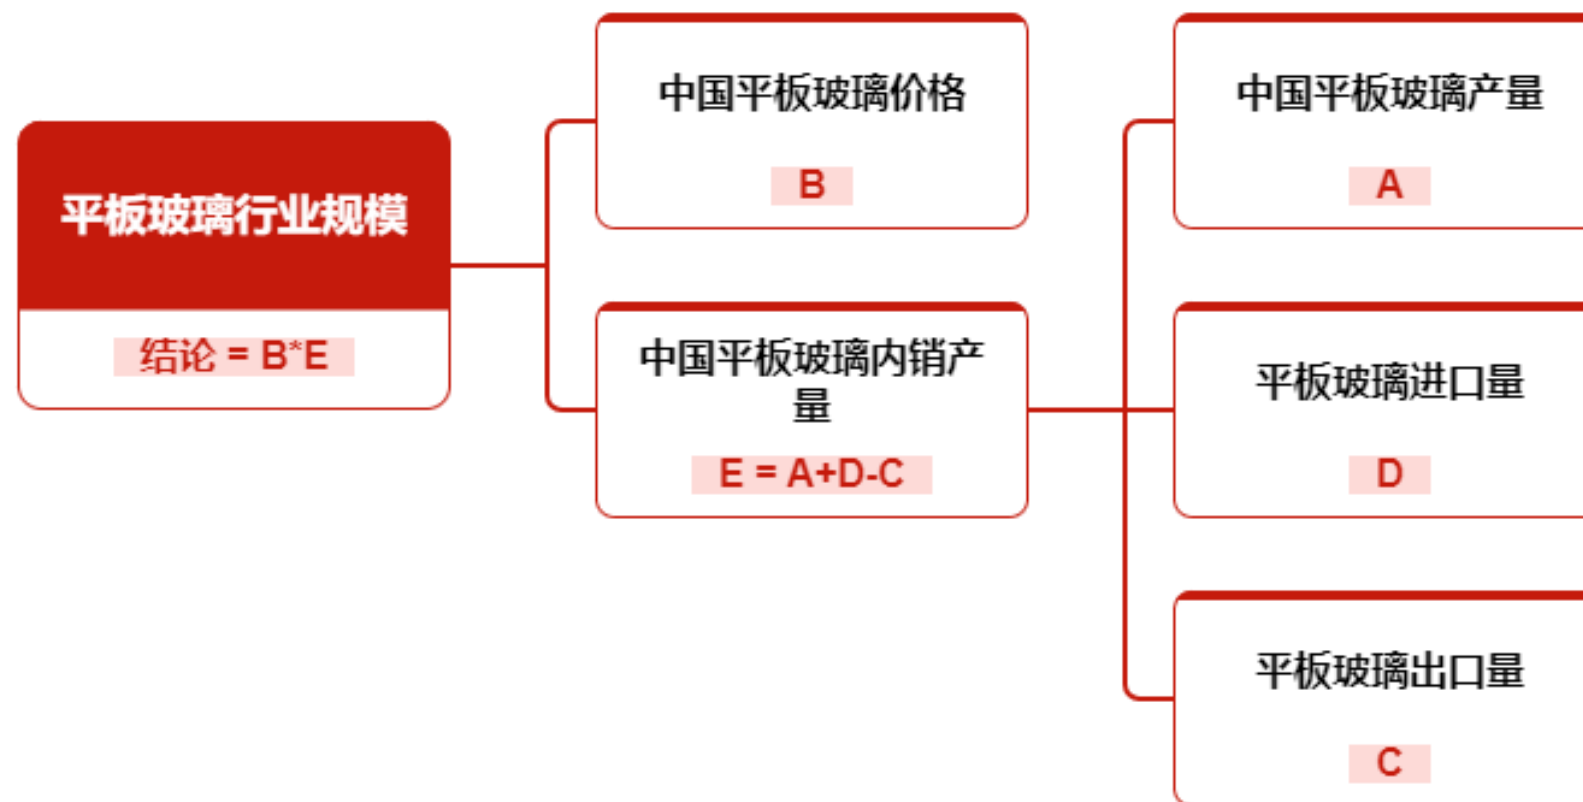 平板玻璃行业规模
结论 = B*E
中国平板玻璃价格
B
中国平板玻璃内销产
量
E = A+D-C
中国平板玻璃产量
A
平板玻璃进口量
D
平板玻璃出口量
C